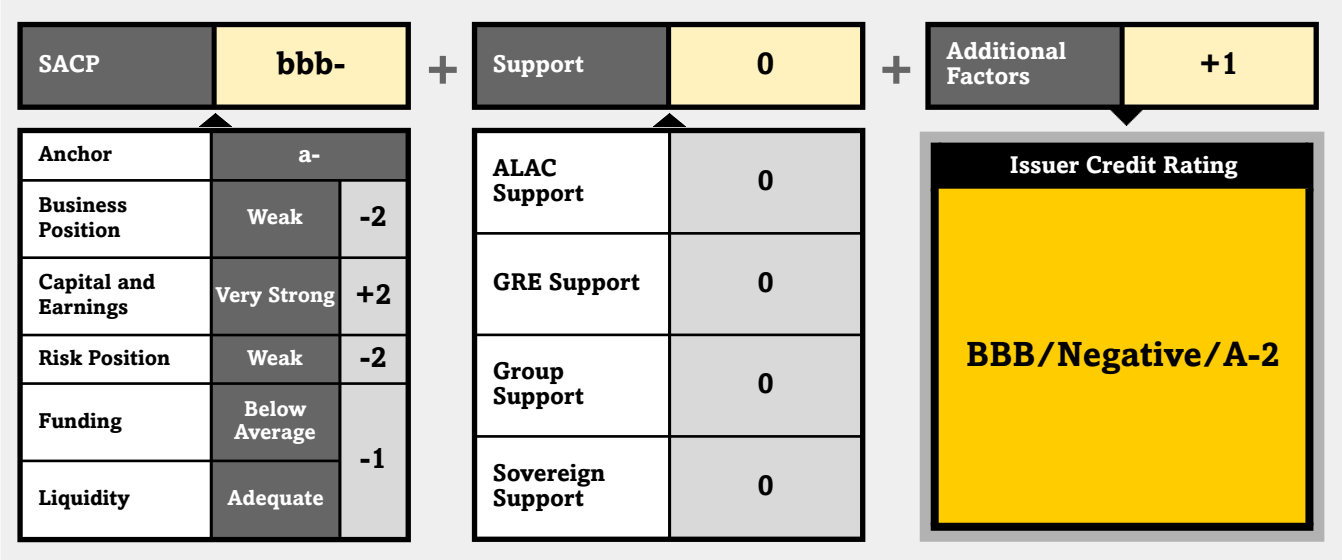 SACP
bbb-
+
Support
0
+
Additional
Factors
+1
Anchor
a-
Business
Position
Weak
-2
Capital and
Earnings
Very Strong
+2
Risk Position
Weak
-2
Funding
Below
Average
-1
Liquidity
Adequate
ALAC
Support
0
GRE Support
0
Group
Support
0
Sovereign
Support
0
Issuer Credit Rating
BBB/Negative/A-2